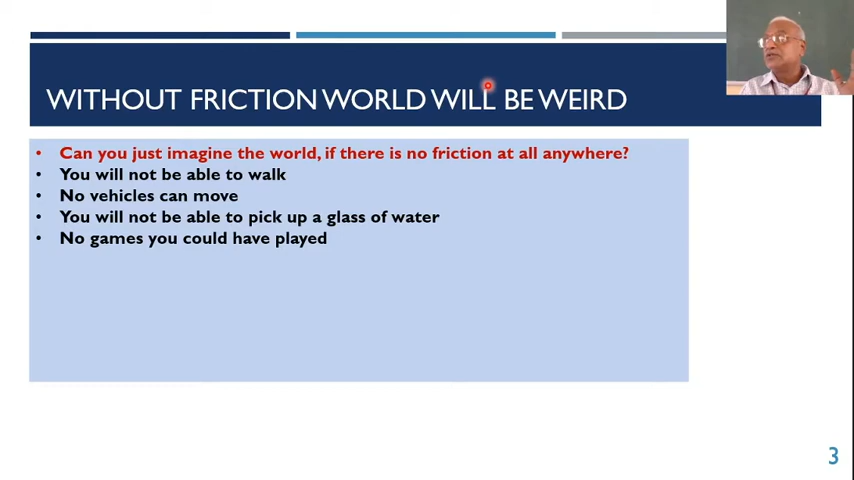 WITHOUT FRICTION WORLD WILL BE WEIRD
• Can you just imagine the world, if there is no friction at all anywhere?
• You will not be able to walk
• No vehicles can move
• You will not be able to pick up a glass of water
• No games you could have played
3